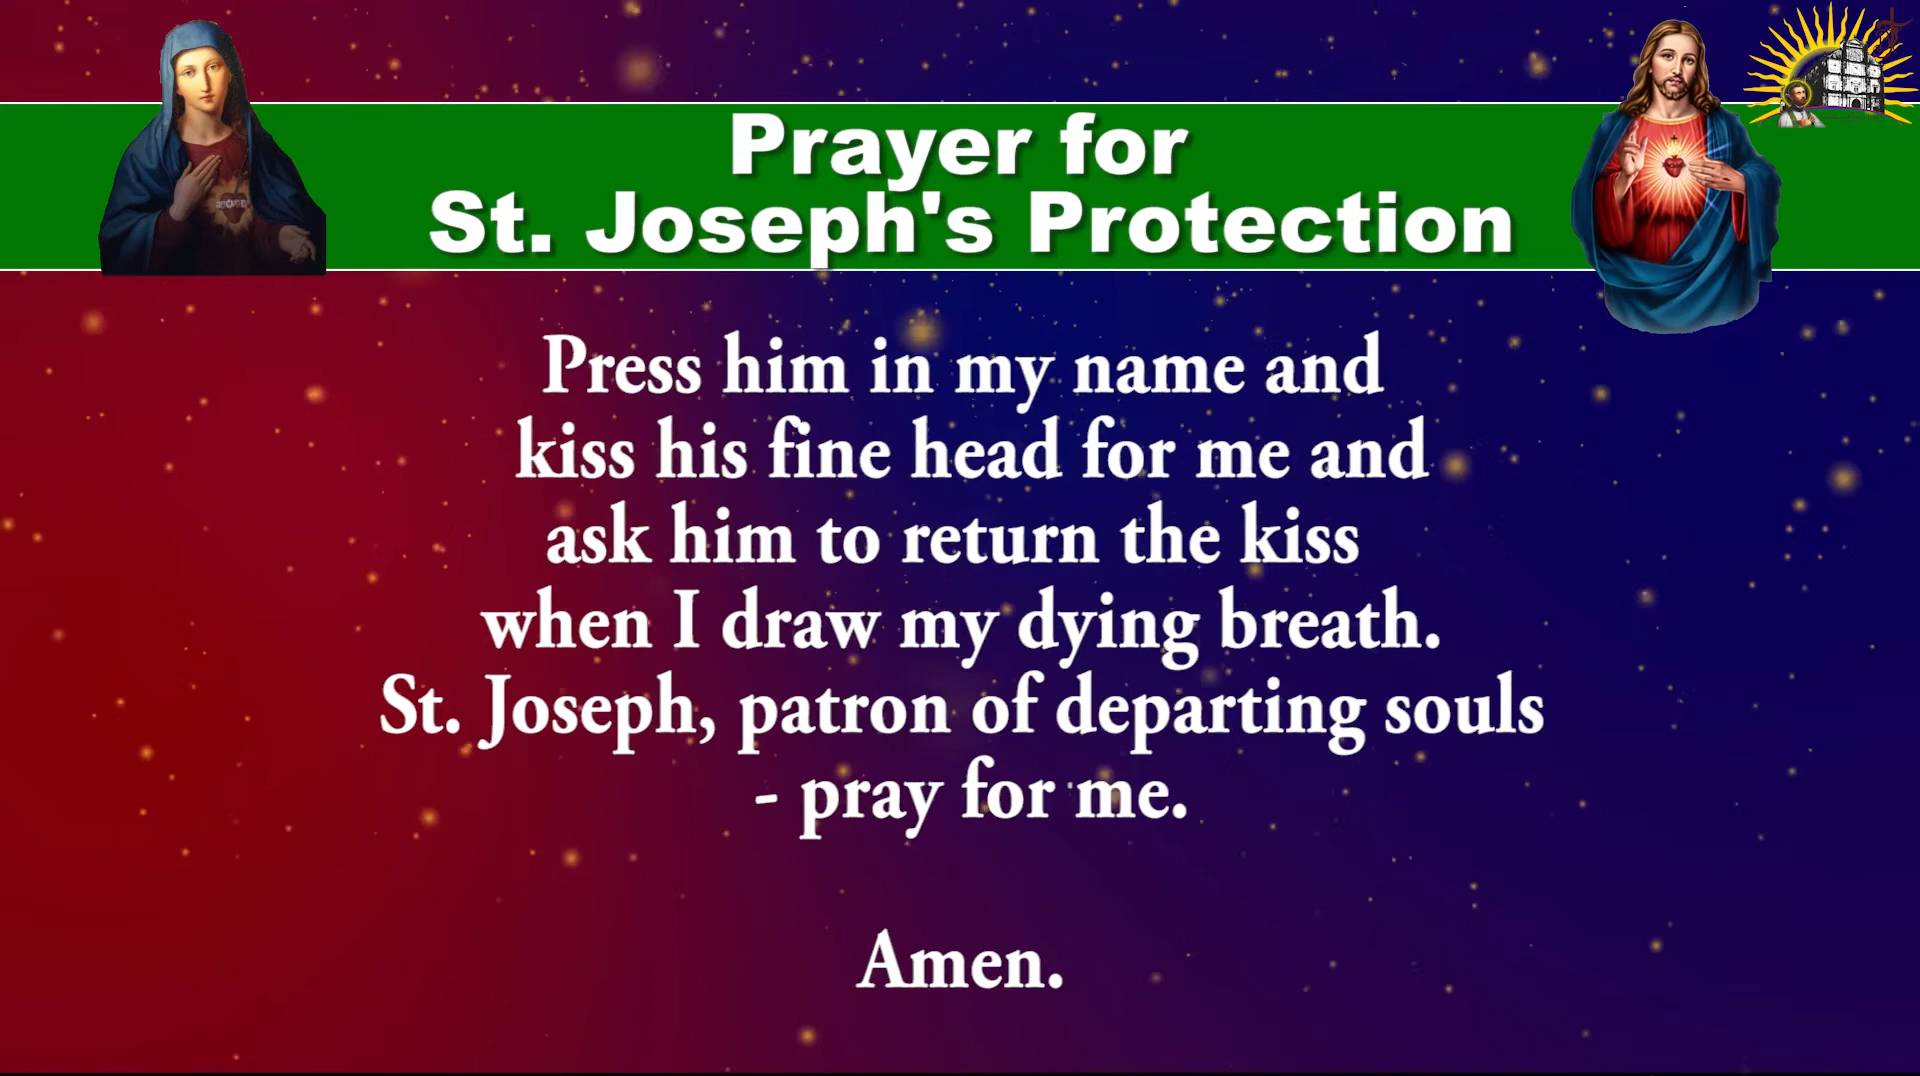 Prayer for
St. Joseph's Protection
Press him in my name and
kiss his fine head for me and
ask him to return the kiss
when I draw my dying breath.
St. Joseph, patron of departing souls
- pray for me.
Amen.